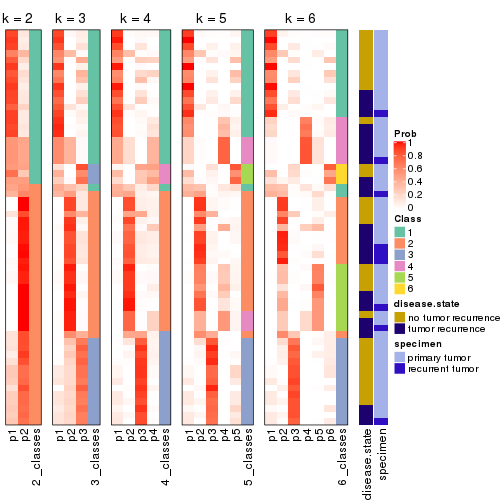 k = 2 k = 3 k = 4 k = 5 k = 6
Prob
1
0.8
0.6
0.4
0.2
0
Class
1
2
3
4
5
6
disease.state
no tumor recurrence
tumor recurrence
specimen
primary tumor
recurrent tumor
p1 p2 2_classes p1 p2 p3 3_classes p1 p2 p3 p4 4_classes p1 p2 p3 p4 p5 5_classes p1 p2 p3 p4 p5 p6 6_classes disease.state specimen